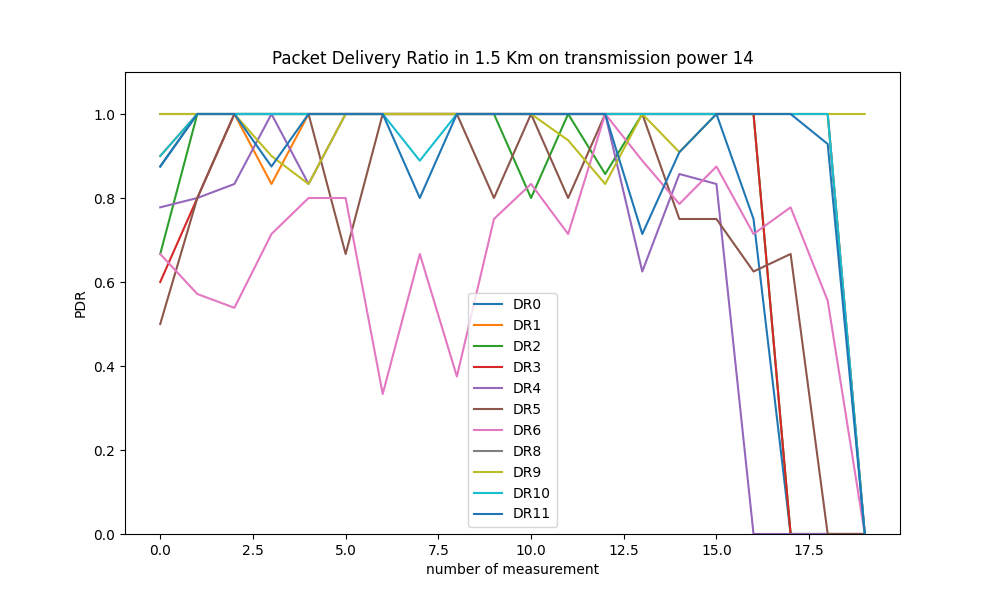 Packet Delivery Ratio in 1.5 Km on transmission power 14
PDR
1.0
0.8
0.6
0.4
0.2
0.0
DR0
DR1
DR2
DR3
DR4
DR5
DR6
DR8
DR9
DR10
DR11
0.0 2.5 5.0 7.5 10.0 12.5 15.0 17.5
number of measurement